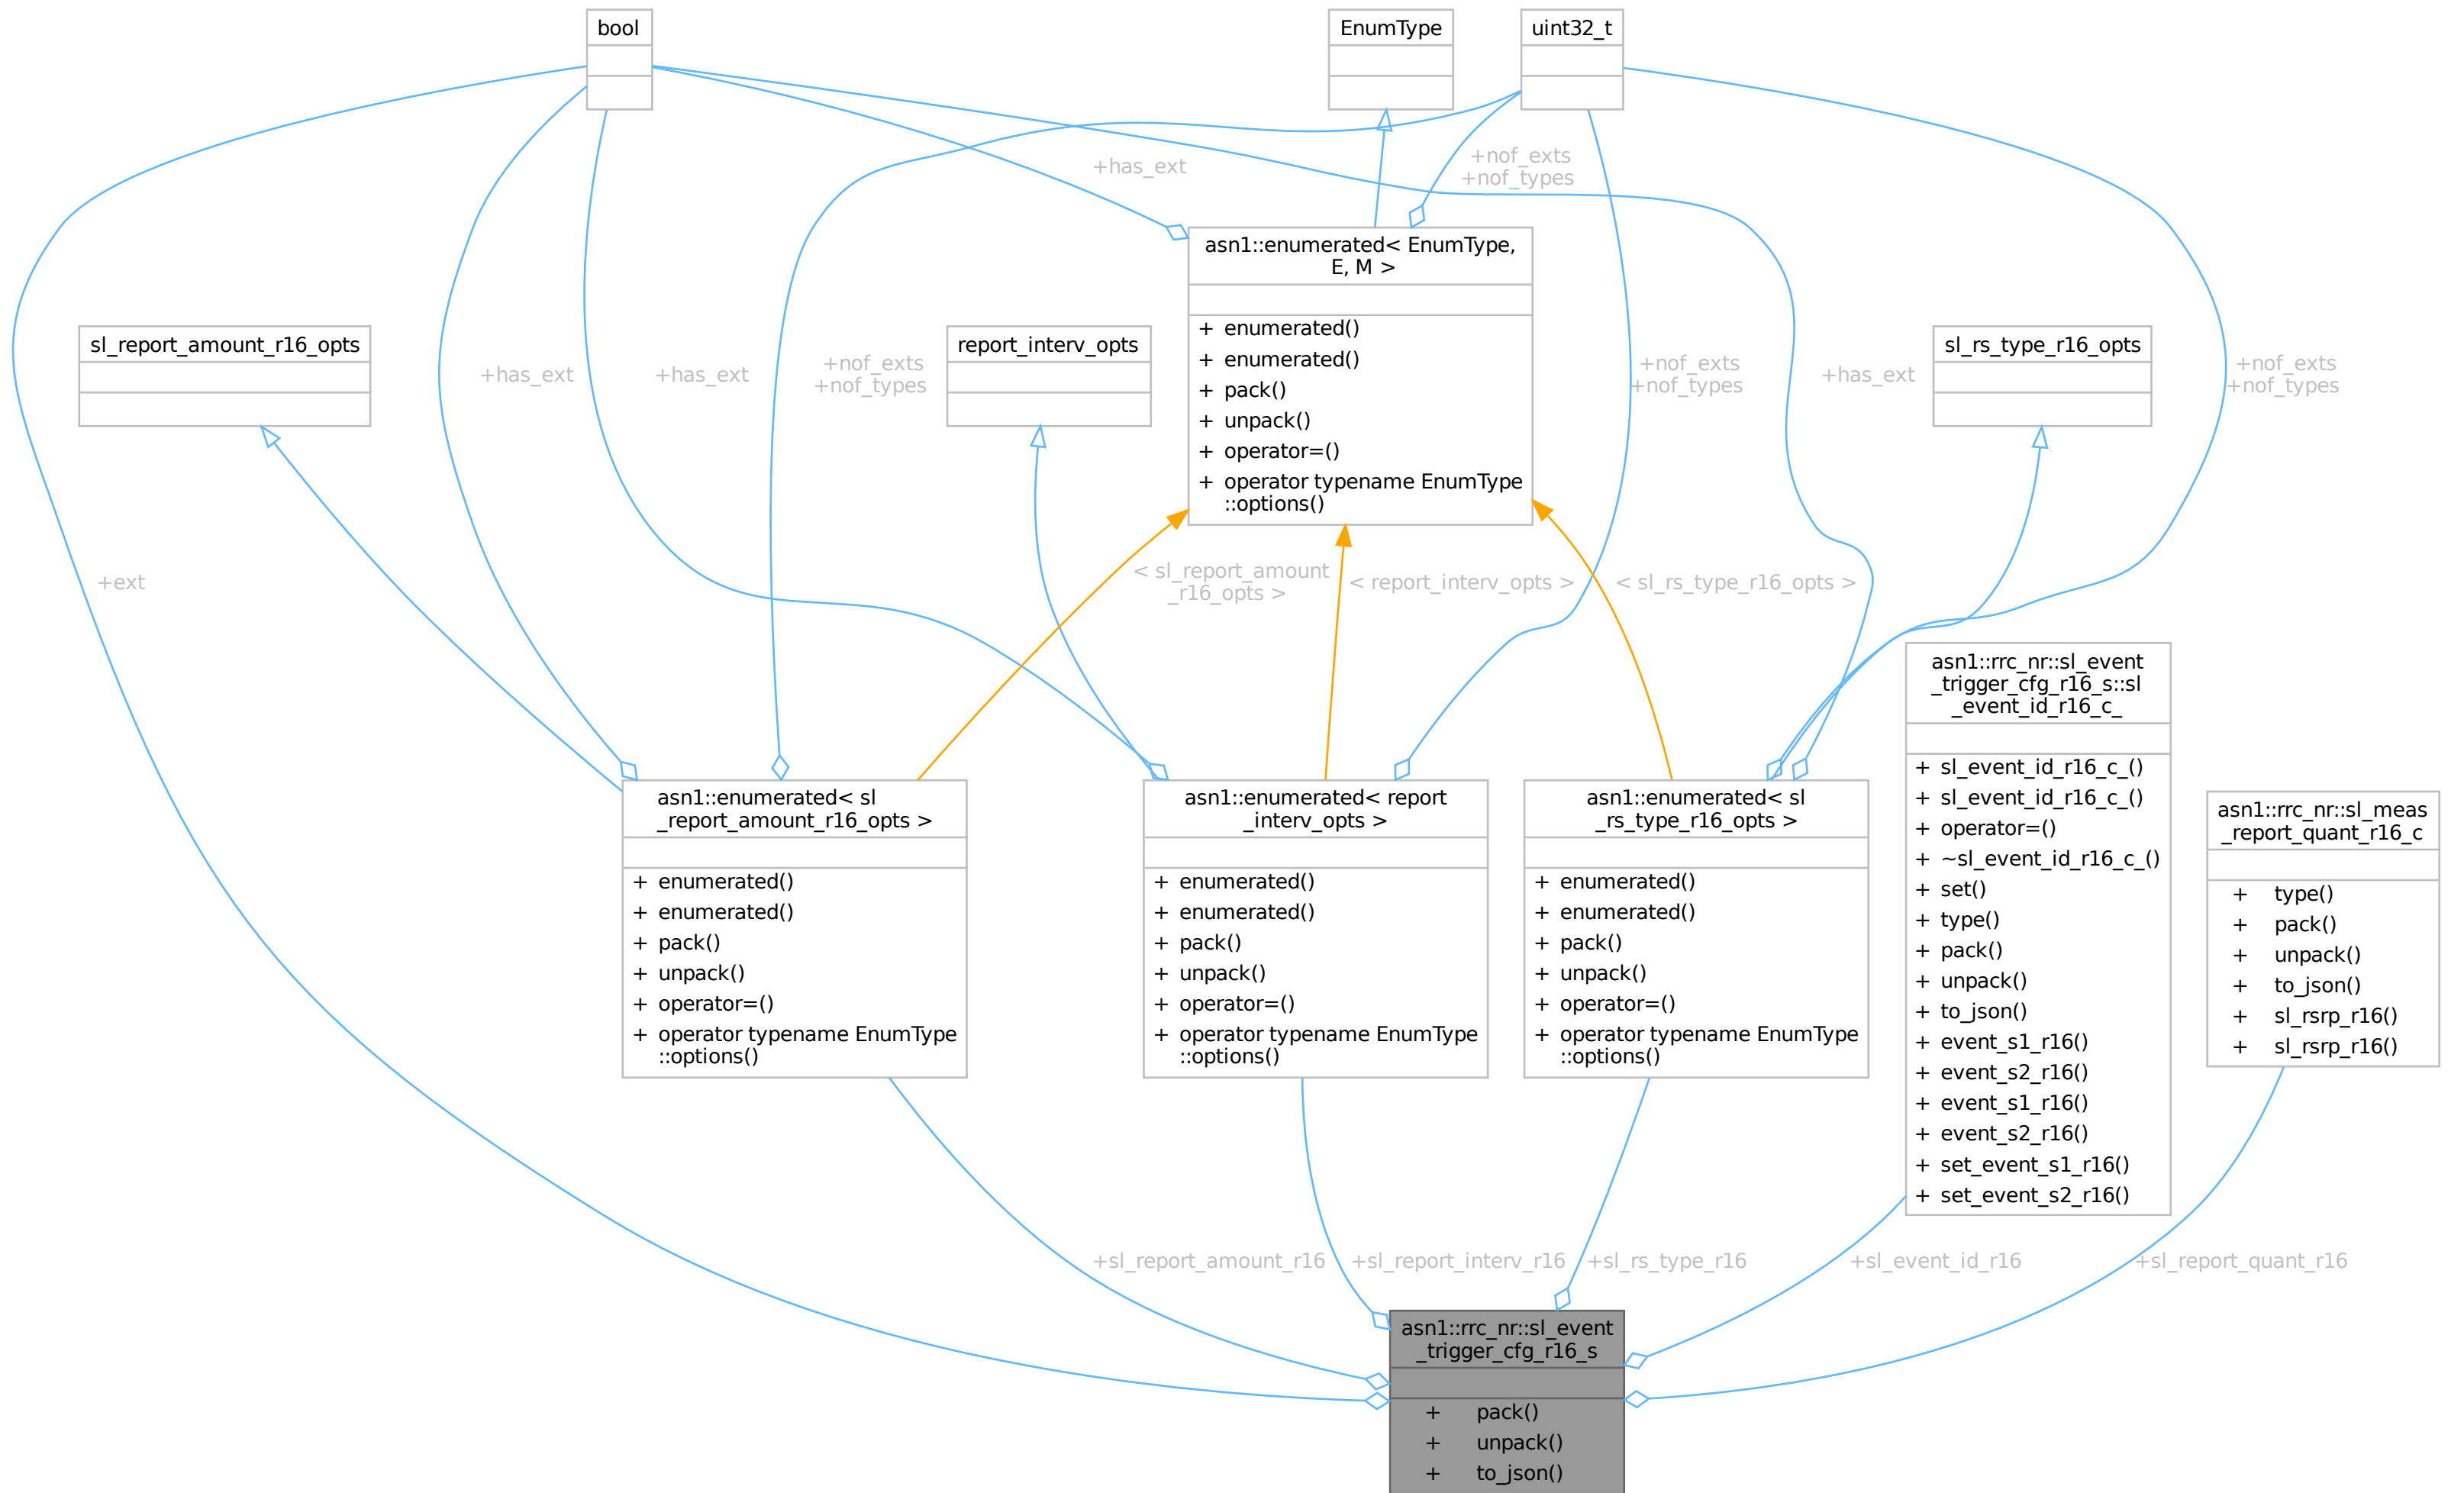 bool
EnumType
uint32_t
+has_ext
+nof_exts
+nof_types
asn1::enumerated< EnumType,
E, M >
+ enumerated()
+ enumerated()
+ pack()
+ unpack()
+ operator=()
+ operator typename EnumType
::options()
sl_report_amount_r16_opts
+has_ext
+has_ext
+nof_exts
+nof_types
report_interv_opts
+nof_exts
+nof_types
+has_ext
sl_rs_type_r16_opts
+nof_exts
+nof_types
+ext
< sl_report_amount
_r16_opts >
< report_interv_opts >
< sl_rs_type_r16_opts >
asn1::enumerated< sl
_report_amount_r16_opts >
+ enumerated()
+ enumerated()
+ pack()
+ unpack()
+ operator=()
+ operator typename EnumType
::options()
asn1::enumerated< report
_interv_opts >
+ enumerated()
+ enumerated()
+ pack()
+ unpack()
+ operator=()
+ operator typename EnumType
::options()
asn1::enumerated< sl
_rs_type_r16_opts >
+ enumerated()
+ enumerated()
+ pack()
+ unpack()
+ operator=()
+ operator typename EnumType
::options()
asn1::rrc_nr::sl_event
_trigger_cfg_r16_s::sl
_event_id_r16_c_
+ sl_event_id_r16_c_()
+ sl_event_id_r16_c_()
+ operator=()
+ ~sl_event_id_r16_c_()
+ set()
+ type()
+ pack()
+ unpack()
+ to_json()
+ event_s1_r16()
+ event_s2_r16()
+ event_s1_r16()
+ event_s2_r16()
+ set_event_s1_r16()
+ set_event_s2_r16()
asn1::rrc_nr::sl_meas
_report_quant_r16_c
+ type()
+ pack()
+ unpack()
+ to_json()
+ sl_rsrp_r16()
+ sl_rsrp_r16()
+sl_report_amount_r16
+sl_report_interv_r16
+sl_rs_type_r16
+sl_event_id_r16
+sl_report_quant_r16
asn1::rrc_nr::sl_event
_trigger_cfg_r16_s
+ pack()
+ unpack()
+ to_json()